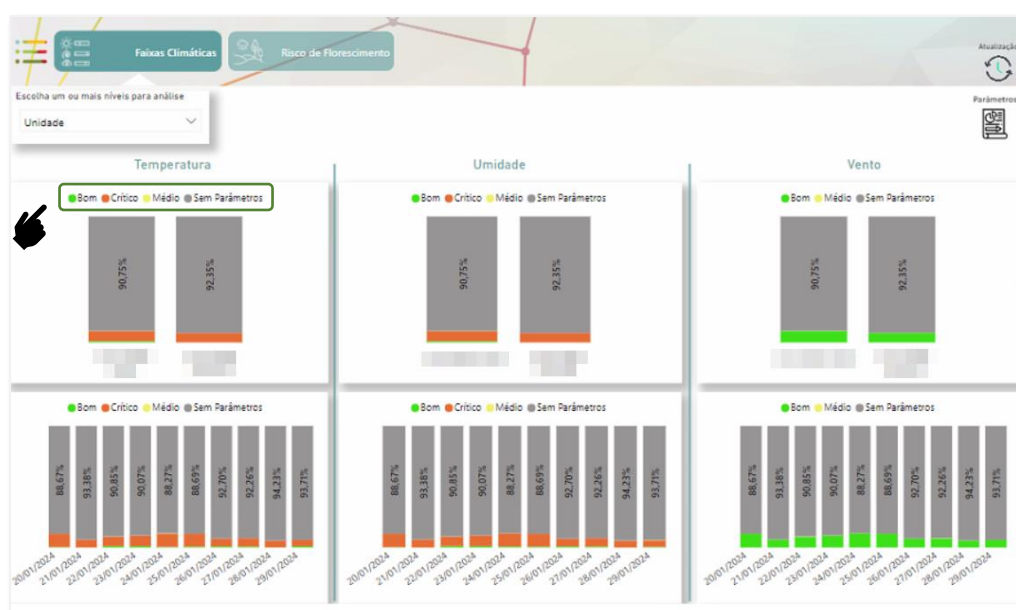 Faixas Climáticas
Risco de Florescimento
Atualização
Escolha um ou mais níveis para análise
Unidade
Parâmetros
Temperatura
Umidade
Vento
Bom Crítico Médio Sem Parâmetros
Bom Crítico Médio Sem Parâmetros
Bom Médio Sem Parâmetros
90,75% 92,35%
90,75% 92,35%
90,75% 92,35%
Bom Crítico Médio Sem Parâmetros
Bom Crítico Médio Sem Parâmetros
Bom Médio Sem Parâmetros
88,67% 93,38% 90,85% 90,07% 88,27% 88,69% 92,70% 92,26% 94,23% 93,71%
88,67% 93,38% 90,85% 90,07% 88,27% 88,69% 92,70% 92,26% 94,23% 93,71%
88,67% 93,38% 90,85% 90,07% 88,27% 88,69% 92,70% 92,26% 94,23% 93,71%
20/01/2024 21/01/2024 22/01/2024 23/01/2024 24/01/2024 25/01/2024 26/01/2024 27/01/2024 28/01/2024 29/01/2024
20/01/2024 21/01/2024 22/01/2024 23/01/2024 24/01/2024 25/01/2024 26/01/2024 27/01/2024 28/01/2024 29/01/2024
20/01/2024 21/01/2024 22/01/2024 23/01/2024 24/01/2024 25/01/2024 26/01/2024 27/01/2024 28/01/2024 29/01/2024